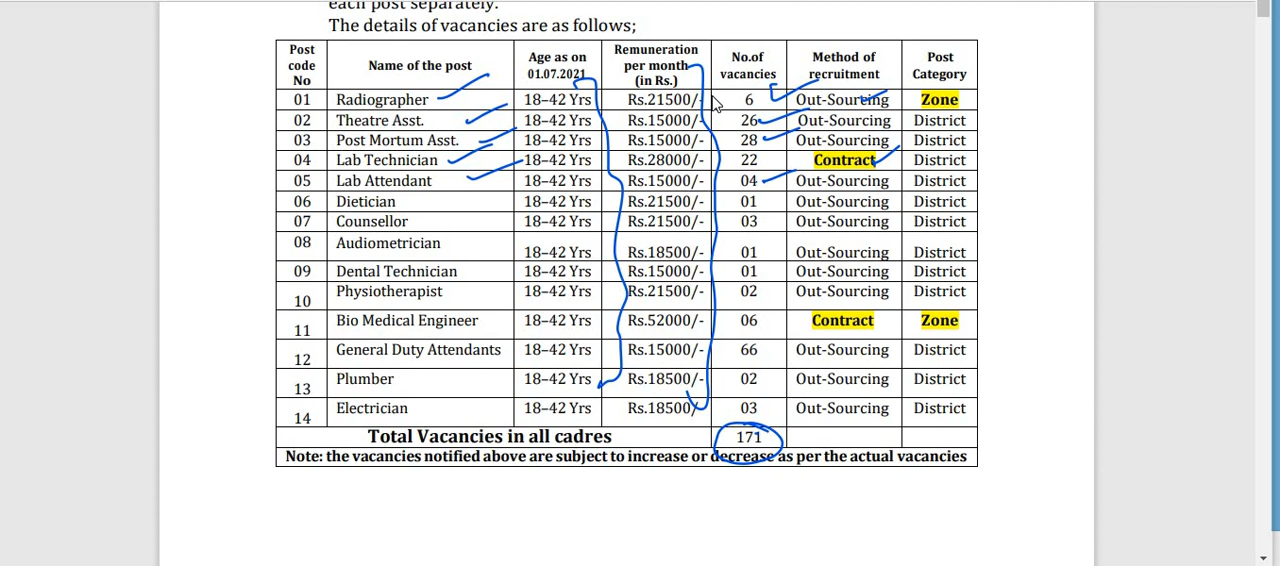 each post separately.
The details of vacancies are as follows;
Post code No | Name of the post | Age as on 01.07.2021 | Remuneration per month (in Rs.) | No.of vacancies | Method of recruitment | Post Category
01 | Radiographer | 18–42 Yrs | Rs.21500/- | 6 | Out-Sourcing | Zone
02 | Theatre Asst. | 18–42 Yrs | Rs.15000/- | 26 | Out-Sourcing | District
03 | Post Mortum Asst. | 18–42 Yrs | Rs.15000/- | 28 | Out-Sourcing | District
04 | Lab Technician | 18–42 Yrs | Rs.28000/- | 22 | Contract | District
05 | Lab Attendant | 18–42 Yrs | Rs.15000/- | 04 | Out-Sourcing | District
06 | Dietician | 18–42 Yrs | Rs.21500/- | 01 | Out-Sourcing | District
07 | Counsellor | 18–42 Yrs | Rs.21500/- | 03 | Out-Sourcing | District
08 | Audiometrician | 18–42 Yrs | Rs.18500/- | 01 | Out-Sourcing | District
09 | Dental Technician | 18–42 Yrs | Rs.15000/- | 01 | Out-Sourcing | District
10 | Physiotherapist | 18–42 Yrs | Rs.21500/- | 02 | Out-Sourcing | District
11 | Bio Medical Engineer | 18–42 Yrs | Rs.52000/- | 06 | Contract | Zone
12 | General Duty Attendants | 18–42 Yrs | Rs.15000/- | 66 | Out-Sourcing | District
13 | Plumber | 18–42 Yrs | Rs.18500/- | 02 | Out-Sourcing | District
14 | Electrician | 18–42 Yrs | Rs.18500/- | 03 | Out-Sourcing | District
Total Vacancies in all cadres | 171
Note: the vacancies notified above are subject to increase or decrease as per the actual vacancies